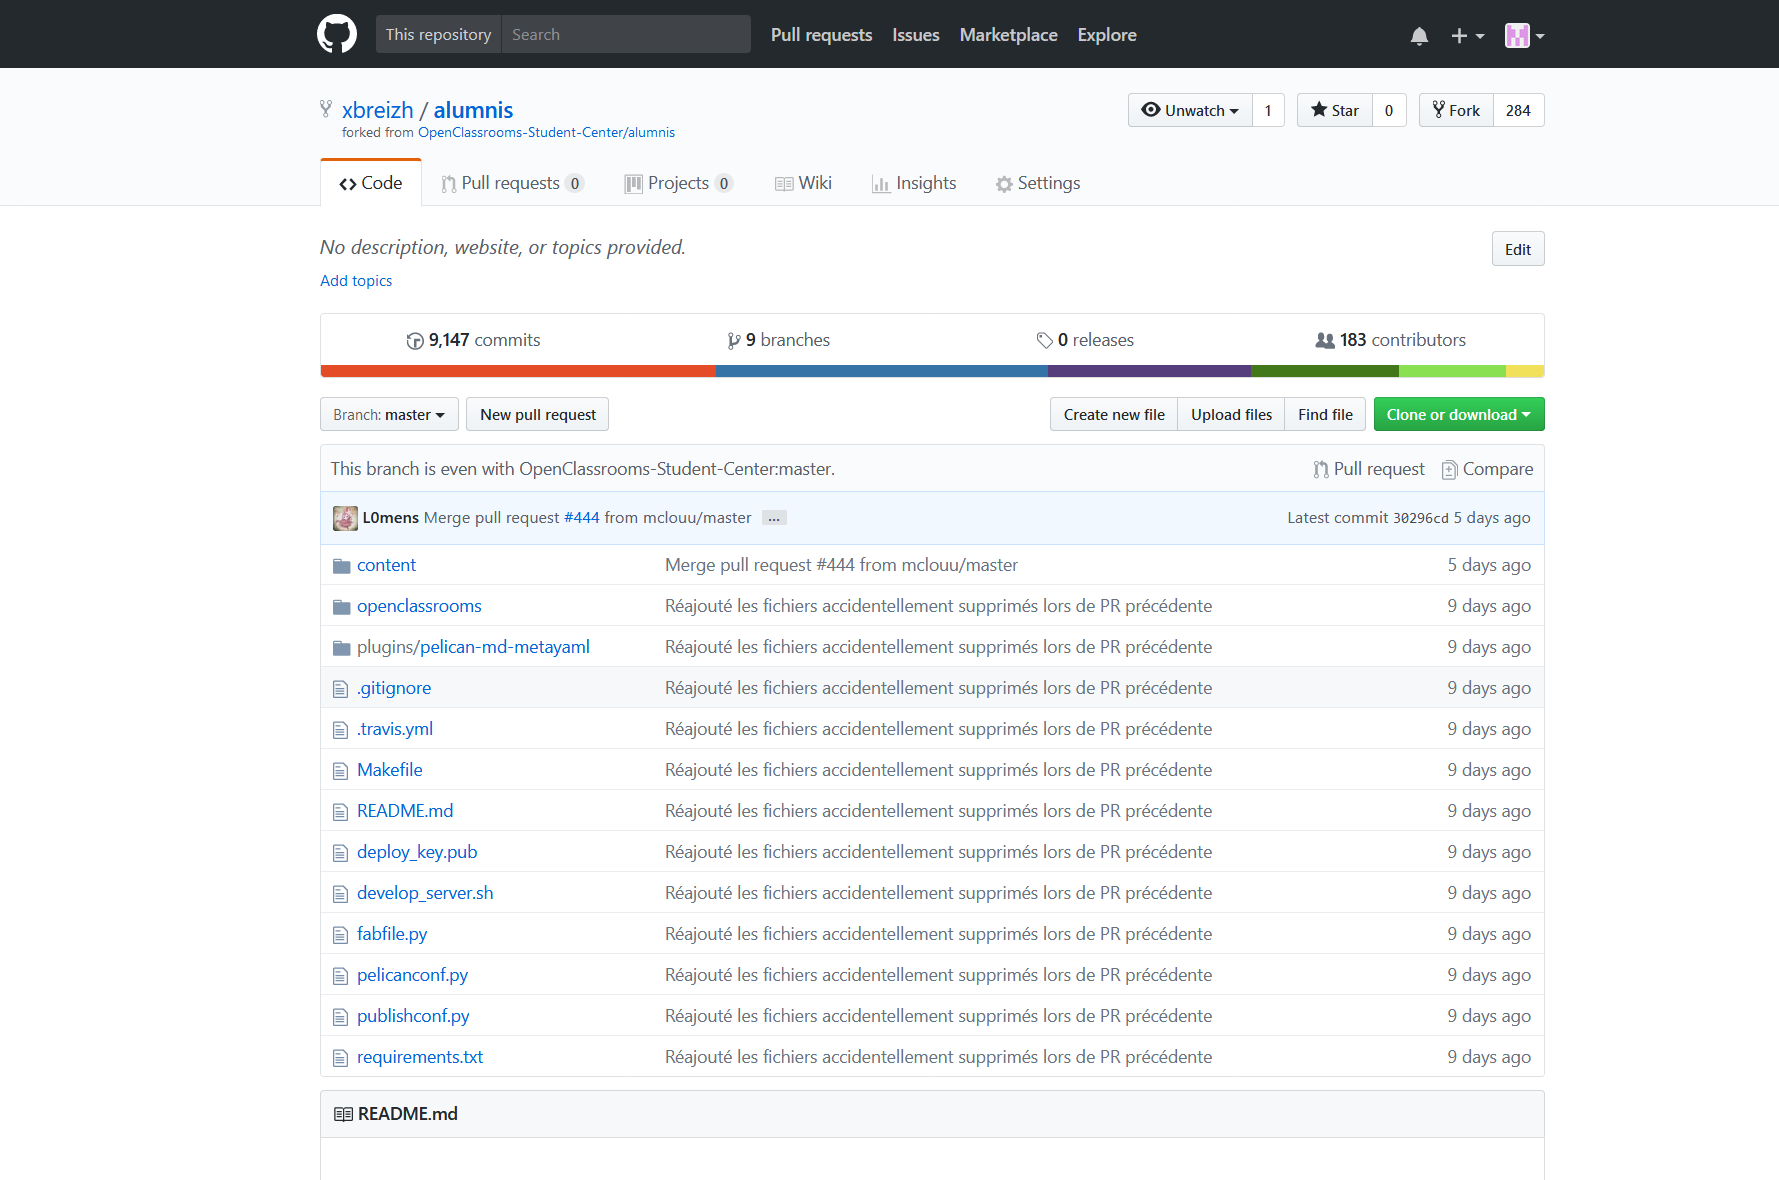 This repository Search Pull requests Issues Marketplace Explore
xbreizh / alumnis Unwatch 1 Star 0 Fork 284
forked from OpenClassrooms-Student-Center/alumnis
Code Pull requests 0 Projects 0 Wiki Insights Settings
No description, website, or topics provided. Edit
Add topics
9,147 commits 9 branches 0 releases 183 contributors
Branch: master New pull request Create new file Upload files Find file Clone or download
This branch is even with OpenClassrooms-Student-Center:master. Pull request Compare
L0mens Merge pull request #444 from mclouu/master ... Latest commit 30296cd 5 days ago
content Merge pull request #444 from mclouu/master 5 days ago
openclassrooms Réajouté les fichiers accidentellement supprimés lors de PR précédente 9 days ago
plugins/pelican-md-metayaml Réajouté les fichiers accidentellement supprimés lors de PR précédente 9 days ago
.gitignore Réajouté les fichiers accidentellement supprimés lors de PR précédente 9 days ago
.travis.yml Réajouté les fichiers accidentellement supprimés lors de PR précédente 9 days ago
Makefile Réajouté les fichiers accidentellement supprimés lors de PR précédente 9 days ago
README.md Réajouté les fichiers accidentellement supprimés lors de PR précédente 9 days ago
deploy_key.pub Réajouté les fichiers accidentellement supprimés lors de PR précédente 9 days ago
develop_server.sh Réajouté les fichiers accidentellement supprimés lors de PR précédente 9 days ago
fabfile.py Réajouté les fichiers accidentellement supprimés lors de PR précédente 9 days ago
pelicanconf.py Réajouté les fichiers accidentellement supprimés lors de PR précédente 9 days ago
publishconf.py Réajouté les fichiers accidentellement supprimés lors de PR précédente 9 days ago
requirements.txt Réajouté les fichiers accidentellement supprimés lors de PR précédente 9 days ago
README.md